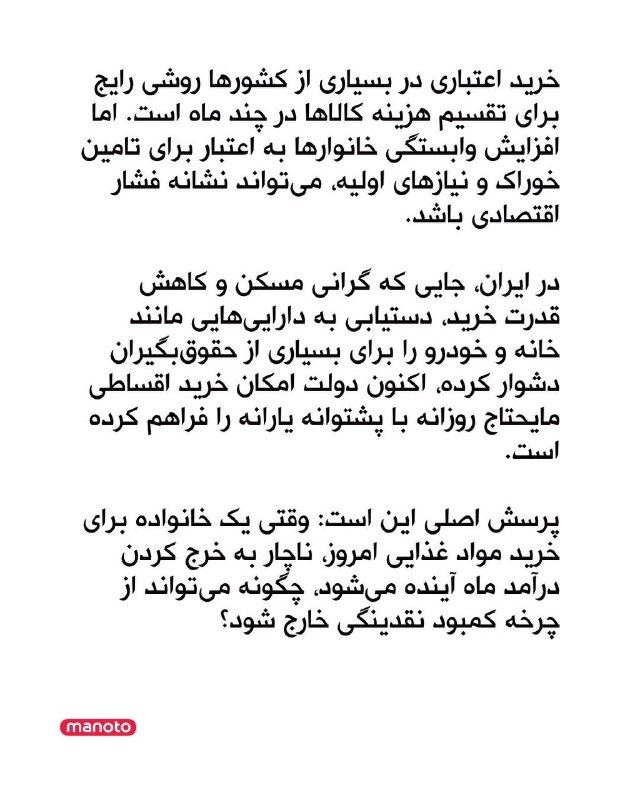 خرید اعتباری در بسیاری از کشورها روشی رایج
برای تقسیم هزینه کالاها در چند ماه است. اما
افزایش وابستگی خانوارها به اعتبار برای تامین
خوراک و نیازهای اولیه، می‌تواند نشانه فشار
اقتصادی باشد.
در ایران، جایی که گرانی مسکن و کاهش
قدرت خرید، دستیابی به دارایی‌هایی مانند
خانه و خودرو را برای بسیاری از حقوق‌بگیران
دشوار کرده، اکنون دولت امکان خرید اقساطی
مایحتاج روزانه با پشتوانه یارانه را فراهم کرده
است.
پرسش اصلی این است: وقتی یک خانواده برای
خرید مواد غذایی امروز، ناچار به خرج کردن
درآمد ماه آینده می‌شود، چگونه می‌تواند از
چرخه کمبود نقدینگی خارج شود؟
manoto